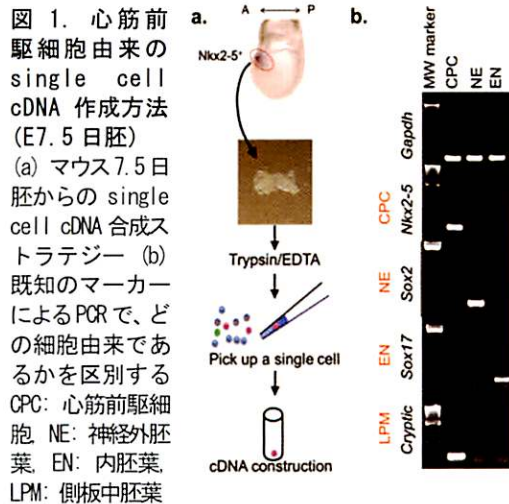 図 1. 心筋前
駆細胞由来の
single cell
cDNA 作成方法
(E7.5 日胚)
(a) マウス7.5日
胚からの single
cell cDNA 合成ス
トラテジー (b)
既知のマーカー
によるPCRで、ど
の細胞由来であ
るかを区別する
CPC: 心筋前駆細
胞, NE: 神経外胚
葉, EN: 内胚葉,
LPM: 側板中胚葉
a.
A P
Nkx2-5⁺
Trypsin/EDTA
Pick up a single cell
cDNA construction
b.
MW marker
CPC
NE
EN
Gapdh
CPC
Nkx2-5
NE
Sox2
EN
Sox17
LPM
Cryptic